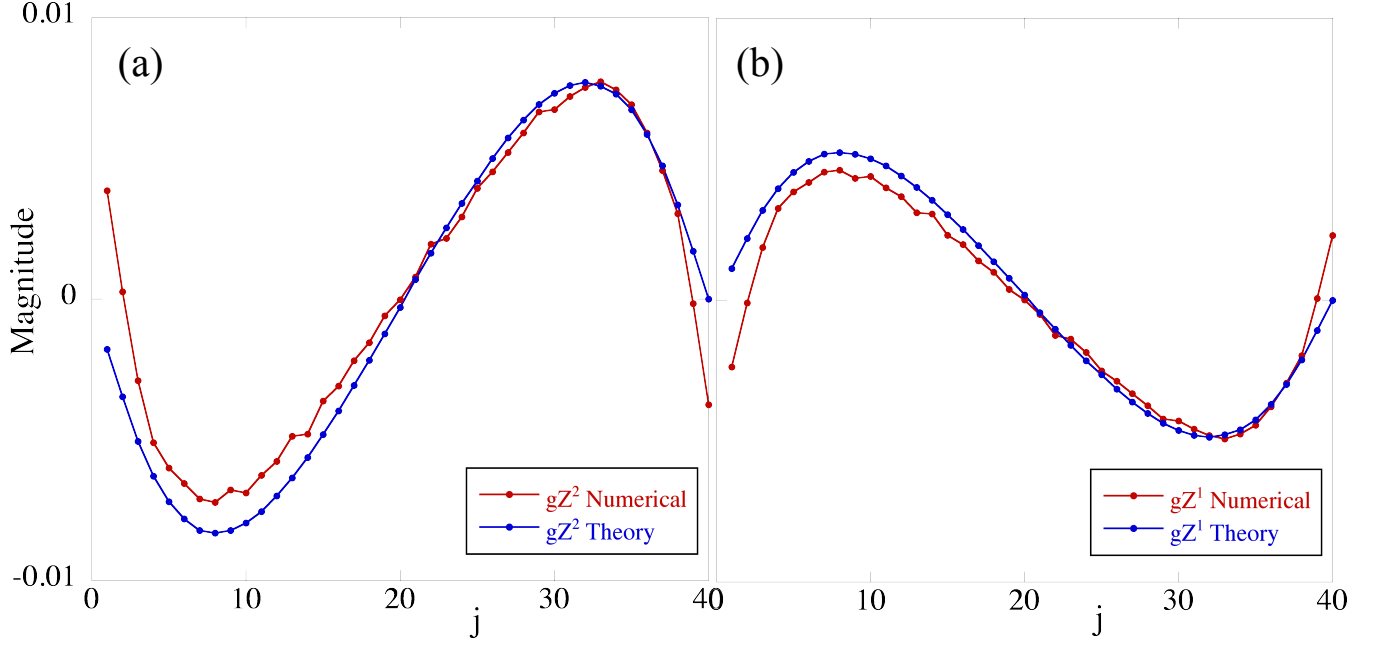 0.01
(a)
(b)
Magnitude
0
-0.01
gZ² Numerical
gZ² Theory
gZ¹ Numerical
gZ¹ Theory
0 10 20 30 40
0 10 20 30 40
j
j